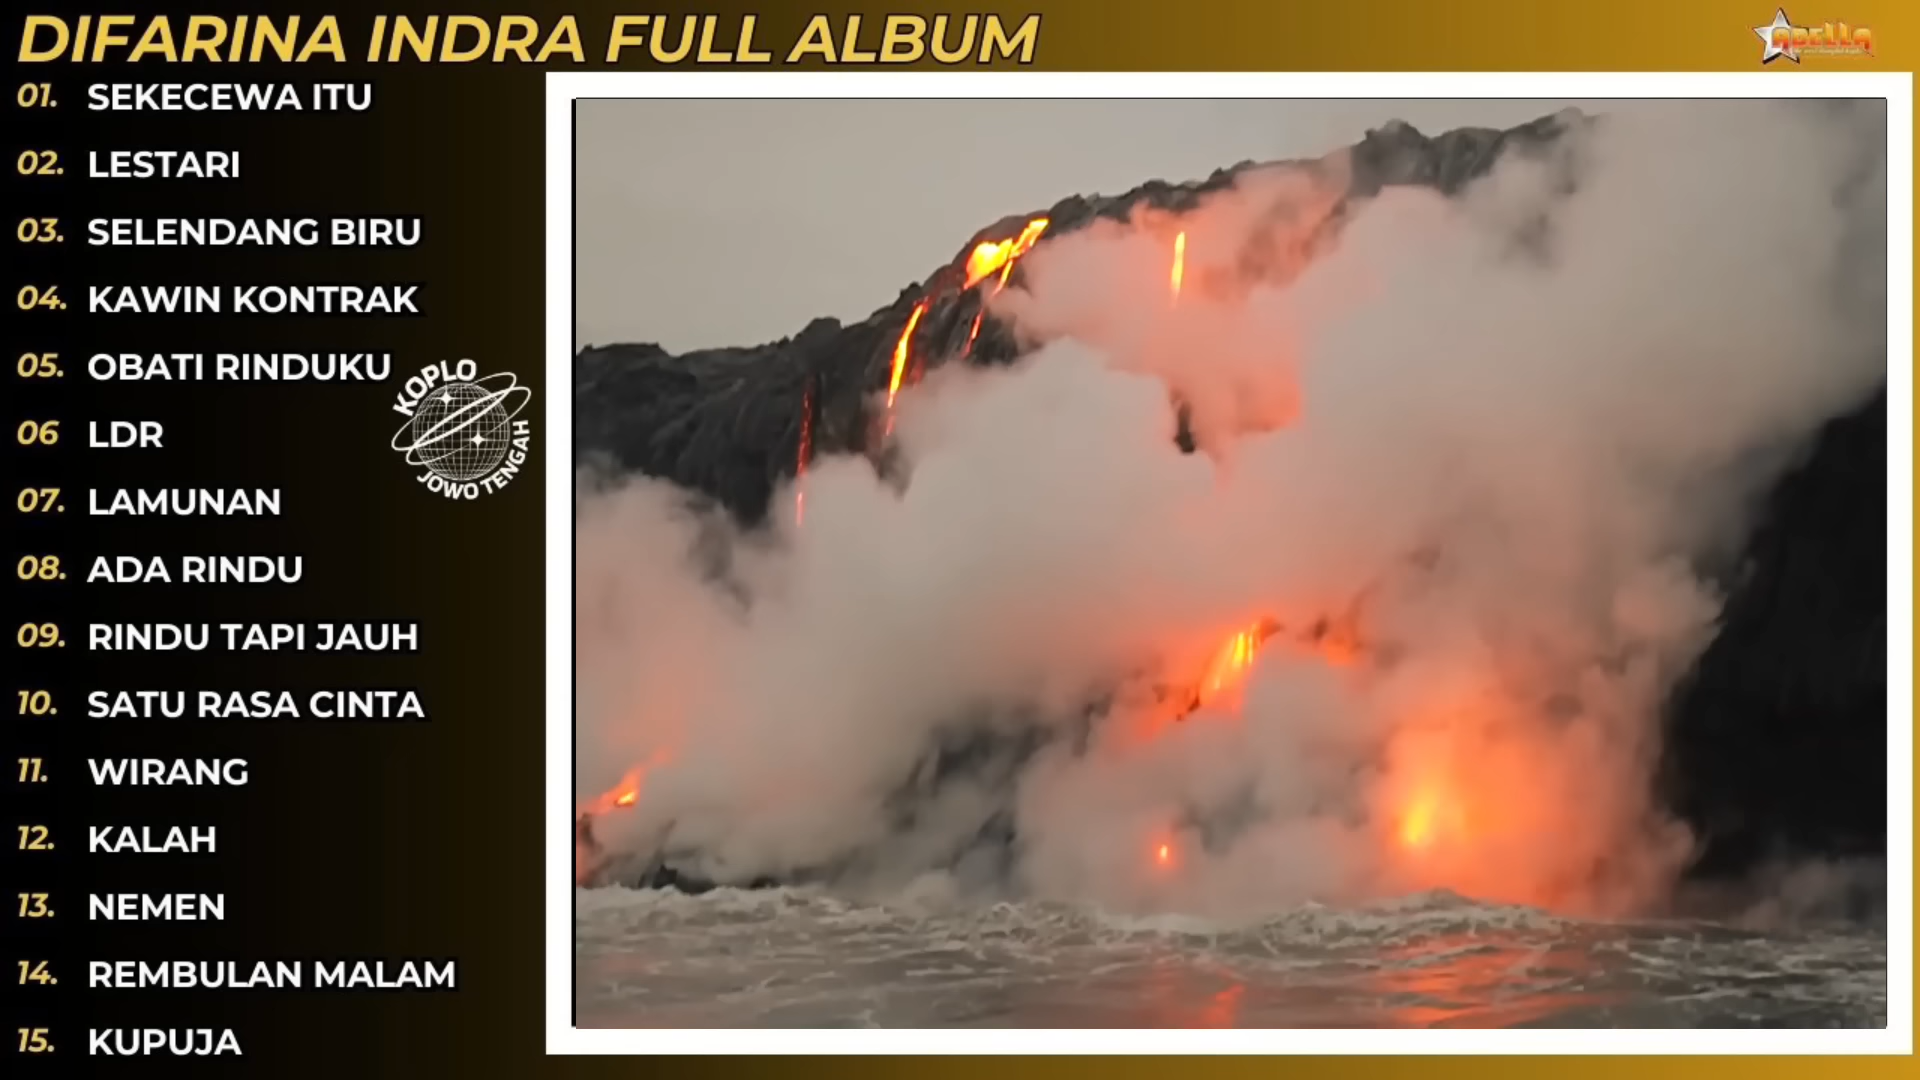 DIFARINA INDRA FULL ALBUM
ADELLA
01. SEKECEWA ITU
02. LESTARI
03. SELENDANG BIRU
04. KAWIN KONTRAK
05. OBATI RINDUKU
06 LDR
07. LAMUNAN
08. ADA RINDU
09. RINDU TAPI JAUH
10. SATU RASA CINTA
11. WIRANG
12. KALAH
13. NEMEN
14. REMBULAN MALAM
15. KUPUJA
KOPLO
JOWO TENGAH